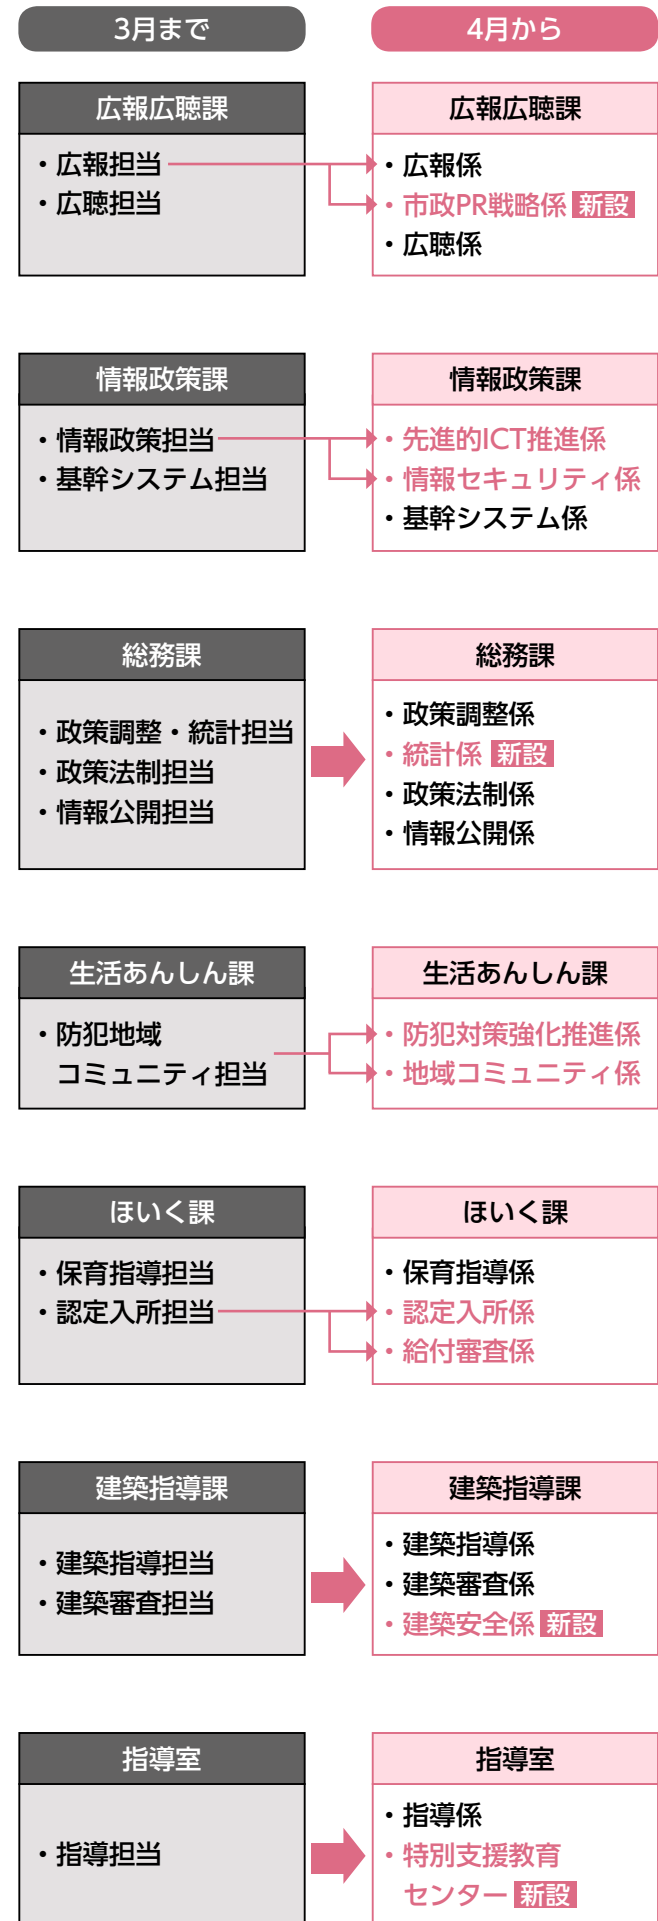 3月まで
4月から
広報広聴課
・広報担当
・広聴担当
広報広聴課
・広報係
・市政PR戦略係 新設
・広聴係
情報政策課
・情報政策担当
・基幹システム担当
情報政策課
・先進的ICT推進係
・情報セキュリティ係
・基幹システム係
総務課
・政策調整・統計担当
・政策法制担当
・情報公開担当
総務課
・政策調整係
・統計係 新設
・政策法制係
・情報公開係
生活あんしん課
・防犯地域
コミュニティ担当
生活あんしん課
・防犯対策強化推進係
・地域コミュニティ係
ほいく課
・保育指導担当
・認定入所担当
ほいく課
・保育指導係
・認定入所係
・給付審査係
建築指導課
・建築指導担当
・建築審査担当
建築指導課
・建築指導係
・建築審査係
・建築安全係 新設
指導室
・指導担当
指導室
・指導係
・特別支援教育
センター 新設